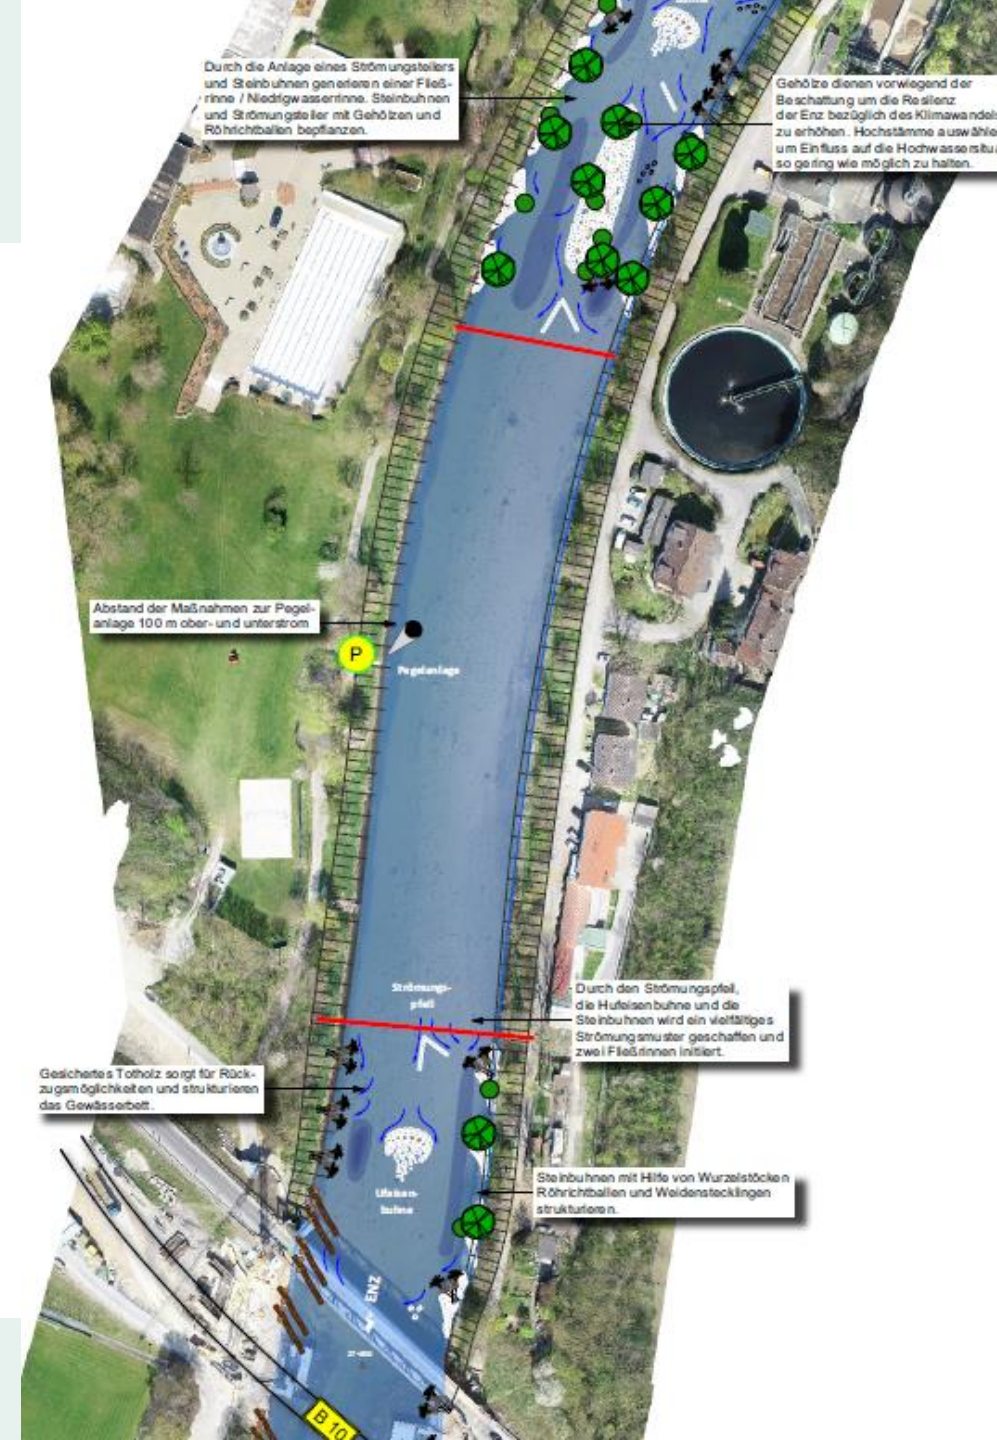 Durch die Anlage eines Strömungsteilers
und Steinbuhnen generieren einer Fließ-
rinne / Niedrigwasserrinne. Steinbuhnen
und Strömungsteiler mit Gehölzen und
Röhrichtballen bepflanzen.
Gehölze dienen vorwiegend der
Beschattung um die Resilenz
der Enz bezüglich des Klimawandels
zu erhöhen. Hochstämme auswähle
um Einfluss auf die Hochwassersitua
so gering wie möglich zu halten.
Abstand der Maßnahmen zur Pegel-
anlage 100 m ober- und unterstrom
P
Pegelanlage
Strömungs-
pfeil
Durch den Strömungspfeil,
die Hufeisenbuhne und die
Steinbuhnen wird ein vielfältiges
Strömungsmuster geschaffen und
zwei Fließrinnen initiiert.
Gesichertes Totholz sorgt für Rück-
zugsmöglichkeiten und strukturieren
das Gewässerbett.
Ufeisen-
buhne
Steinbuhnen mit Hilfe von Wurzelstöcken
Röhrichtballen und Weidenstecklingen
strukturieren.
ENZ
B 10